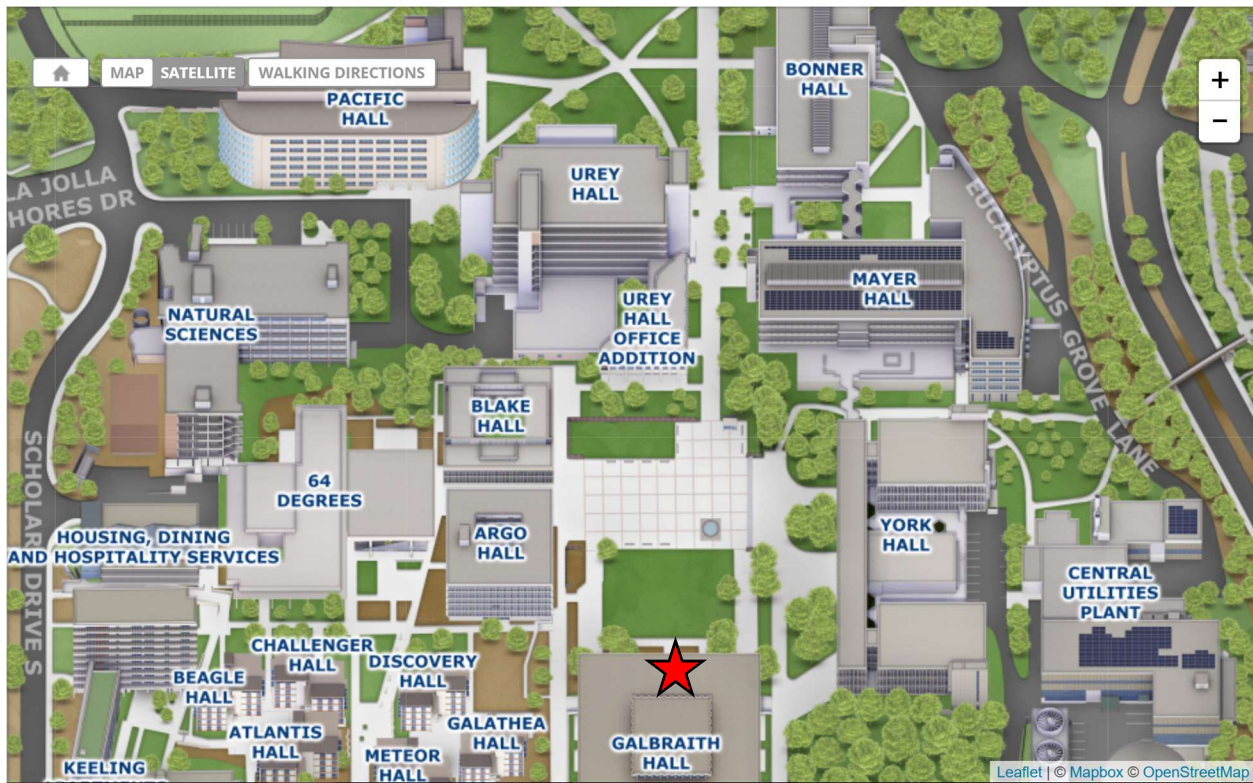 MAP
SATELLITE
WALKING DIRECTIONS
+
−
PACIFIC
HALL
BONNER
HALL
UREY
HALL
LA JOLLA
HORES DR
EUCALYPTUS GROVE LANE
NATURAL
SCIENCES
UREY
HALL
OFFICE
ADDITION
MAYER
HALL
BLAKE
HALL
64
DEGREES
SCHOLAR DRIVE S
HOUSING, DINING
AND HOSPITALITY SERVICES
ARGO
HALL
YORK
HALL
CENTRAL
UTILITIES
PLANT
CHALLENGER
HALL
DISCOVERY
HALL
BEAGLE
HALL
ATLANTIS
HALL
GALATHEA
HALL
METEOR
HALL
GALBRAITH
HALL
KEELING
Leaflet | © Mapbox © OpenStreetMap